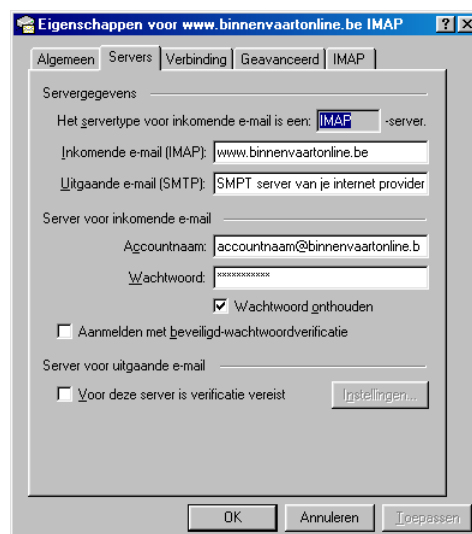 Eigenschappen voor www.binnenvaartonline.be IMAP
Algemeen Servers Verbinding Geavanceerd IMAP
Servergegevens
Het servertype voor inkomende e-mail is een: IMAP -server.
Inkomende e-mail (IMAP): www.binnenvaartonline.be
Uitgaande e-mail (SMTP): SMPT server van je internet provider
Server voor inkomende e-mail
Accountnaam: accountnaam@binnenvaartonline.b
Wachtwoord: ***********
Wachtwoord onthouden
Aanmelden met beveiligd-wachtwoordverificatie
Server voor uitgaande e-mail
Voor deze server is verificatie vereist Instellingen...
OK Annuleren Toepassen